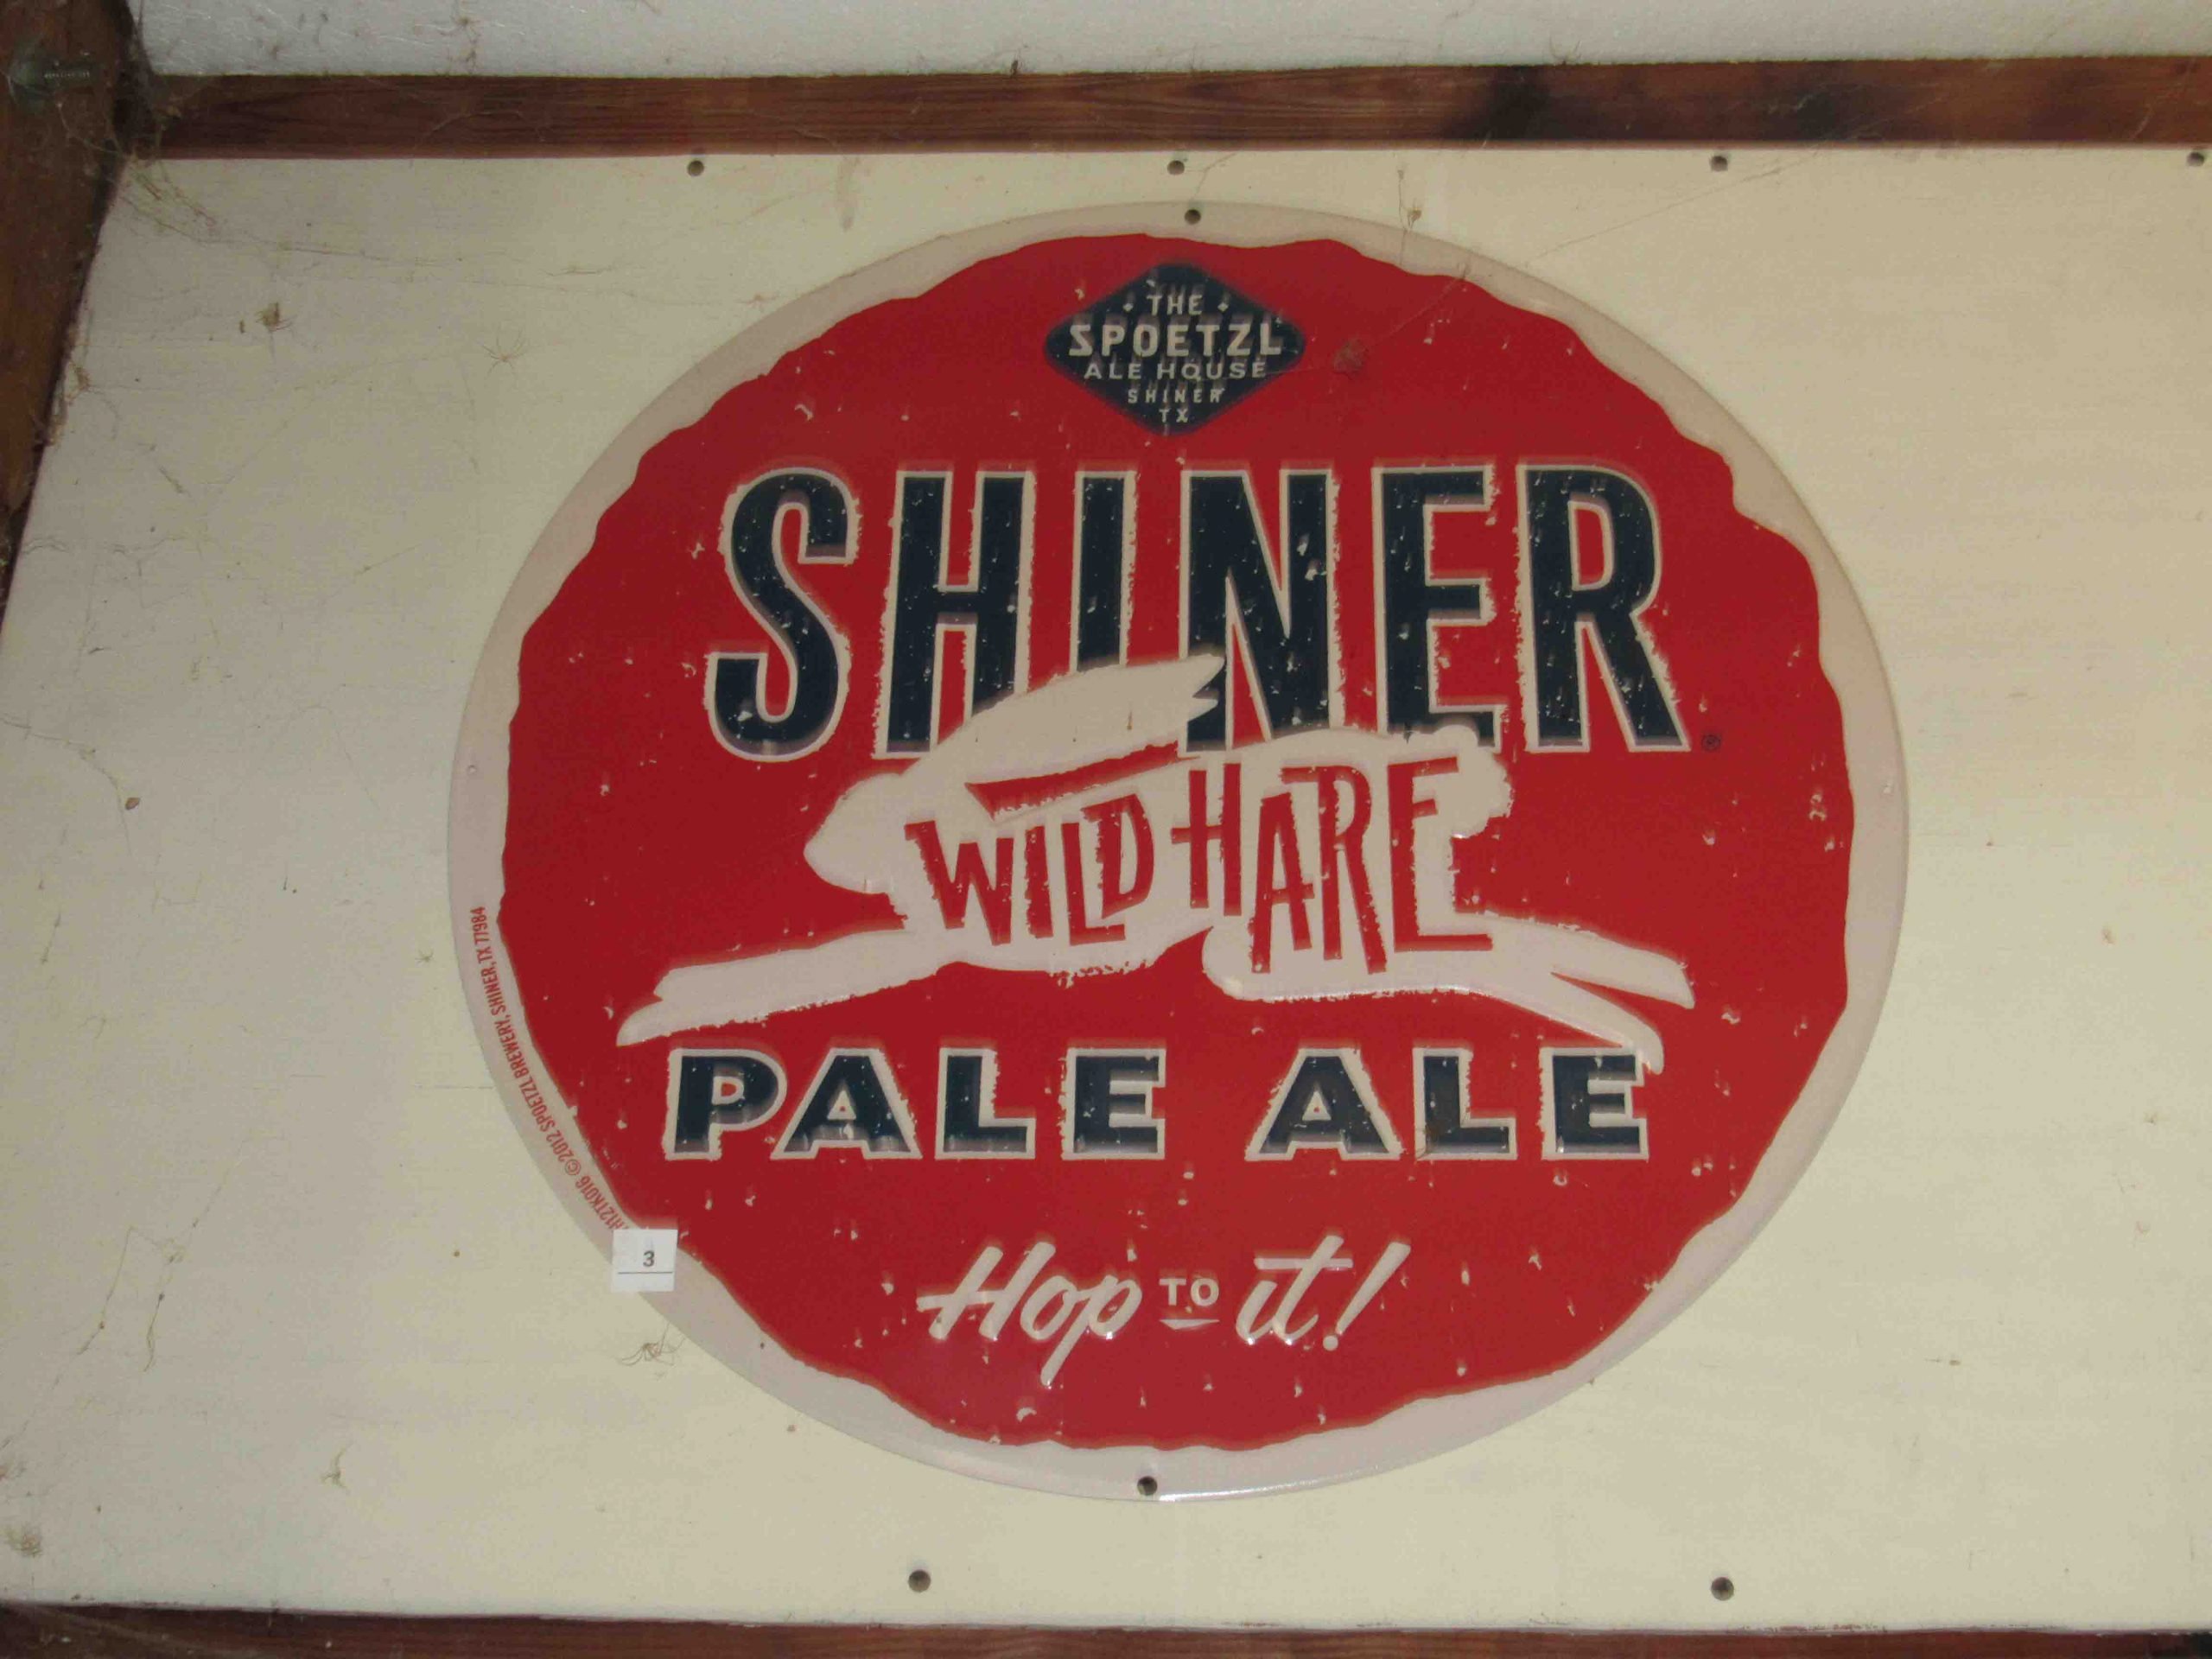 THE
SPOETZL
ALE HOUSE
SHINER
TX
SHINER®
WILD HARE
PALE ALE
Hop TO it!
H12TK016 ©2012 SPOETZL BREWERY, SHINER, TX 77984
3